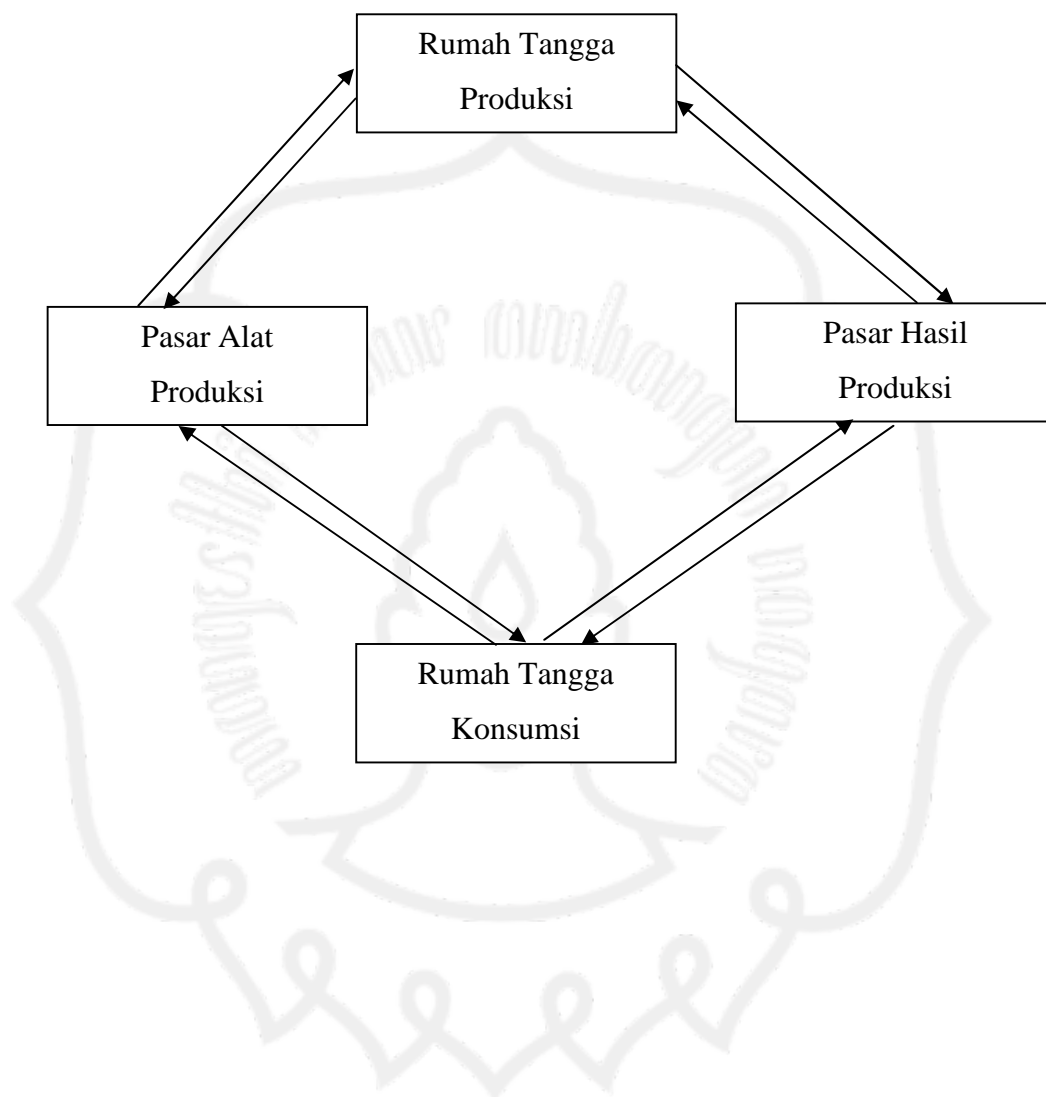 Rumah Tangga
Produksi
Pasar Alat
Produksi
Pasar Hasil
Produksi
Rumah Tangga
Konsumsi